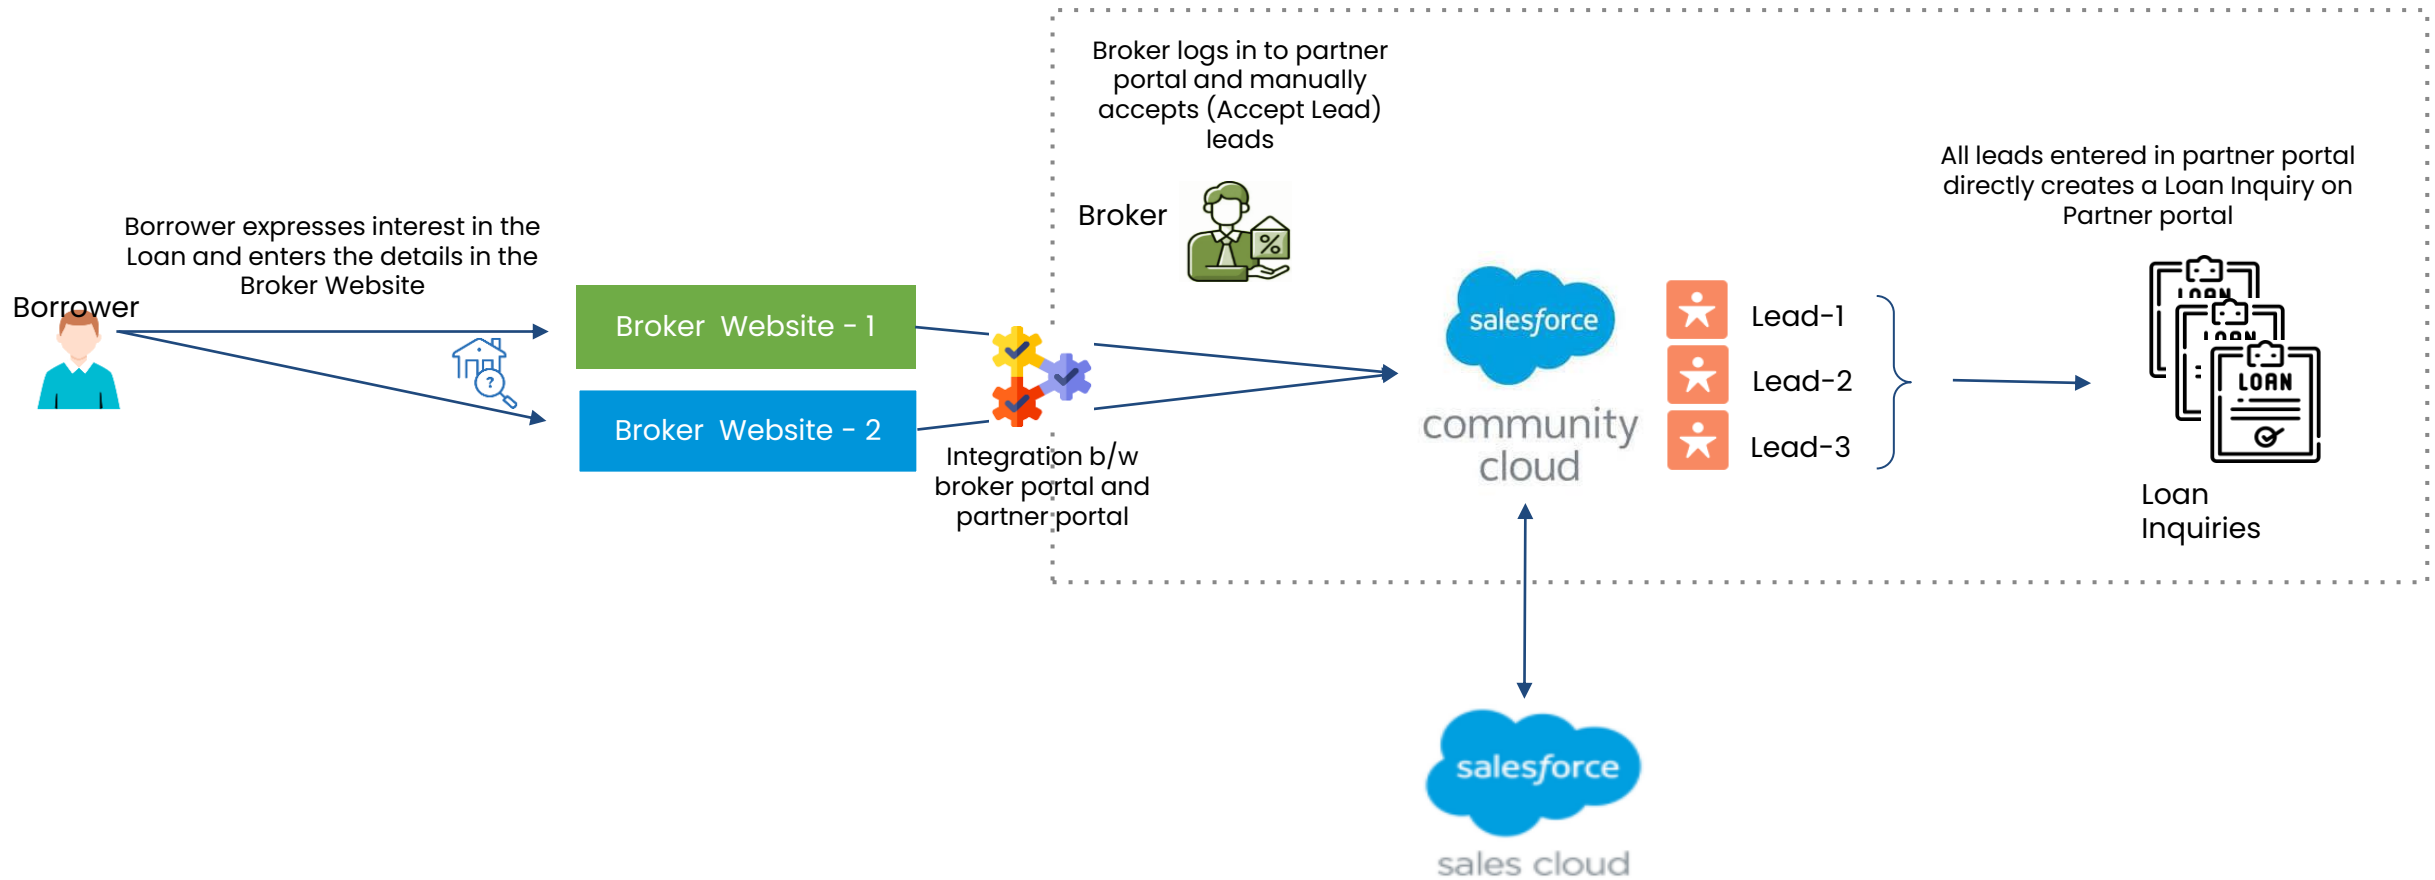 Broker logs in to partner
portal and manually
accepts (Accept Lead)
leads
Broker
All leads entered in partner portal
directly creates a Loan Inquiry on
Partner portal
Borrower expresses interest in the
Loan and enters the details in the
Broker Website
Borrower
Broker Website - 1
Broker Website - 2
Integration b/w
broker portal and
partner portal
salesforce
community
cloud
Lead-1
Lead-2
Lead-3
LOAN
LOAN
LOAN
Loan
Inquiries
salesforce
sales cloud